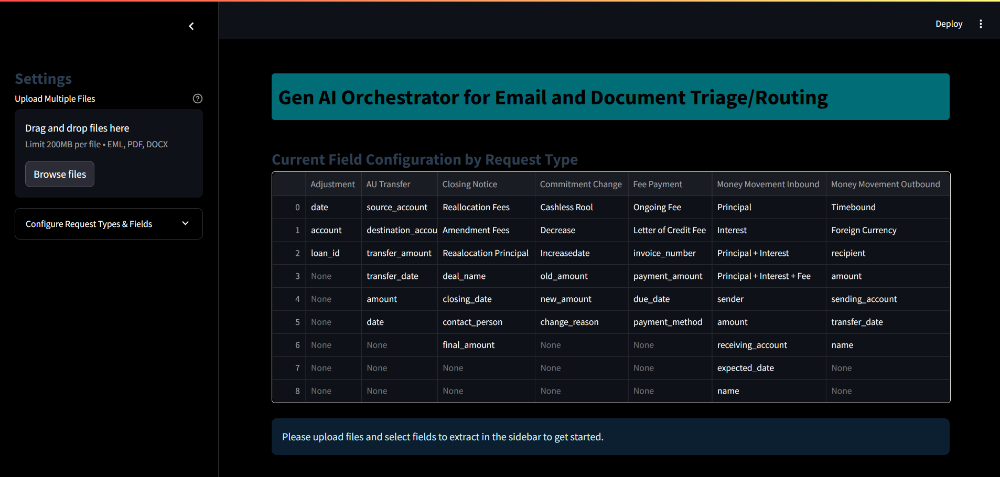 Deploy
Settings
Upload Multiple Files
Drag and drop files here
Limit 200MB per file • EML, PDF, DOCX
Browse files
Configure Request Types & Fields
Gen AI Orchestrator for Email and Document Triage/Routing
Current Field Configuration by Request Type
Adjustment AU Transfer Closing Notice Commitment Change Fee Payment Money Movement Inbound Money Movement Outbound
0 date source_account Reallocation Fees Cashless Rool Ongoing Fee Principal Timebound
1 account destination_accou Amendment Fees Decrease Letter of Credit Fee Interest Foreign Currency
2 loan_id transfer_amount Reaalocation Principal Increasedate invoice_number Principal + Interest recipient
3 None transfer_date deal_name old_amount payment_amount Principal + Interest + Fee amount
4 None amount closing_date new_amount due_date sender sending_account
5 None date contact_person change_reason payment_method amount transfer_date
6 None None final_amount None None receiving_account name
7 None None None None None expected_date None
8 None None None None None name None
Please upload files and select fields to extract in the sidebar to get started.